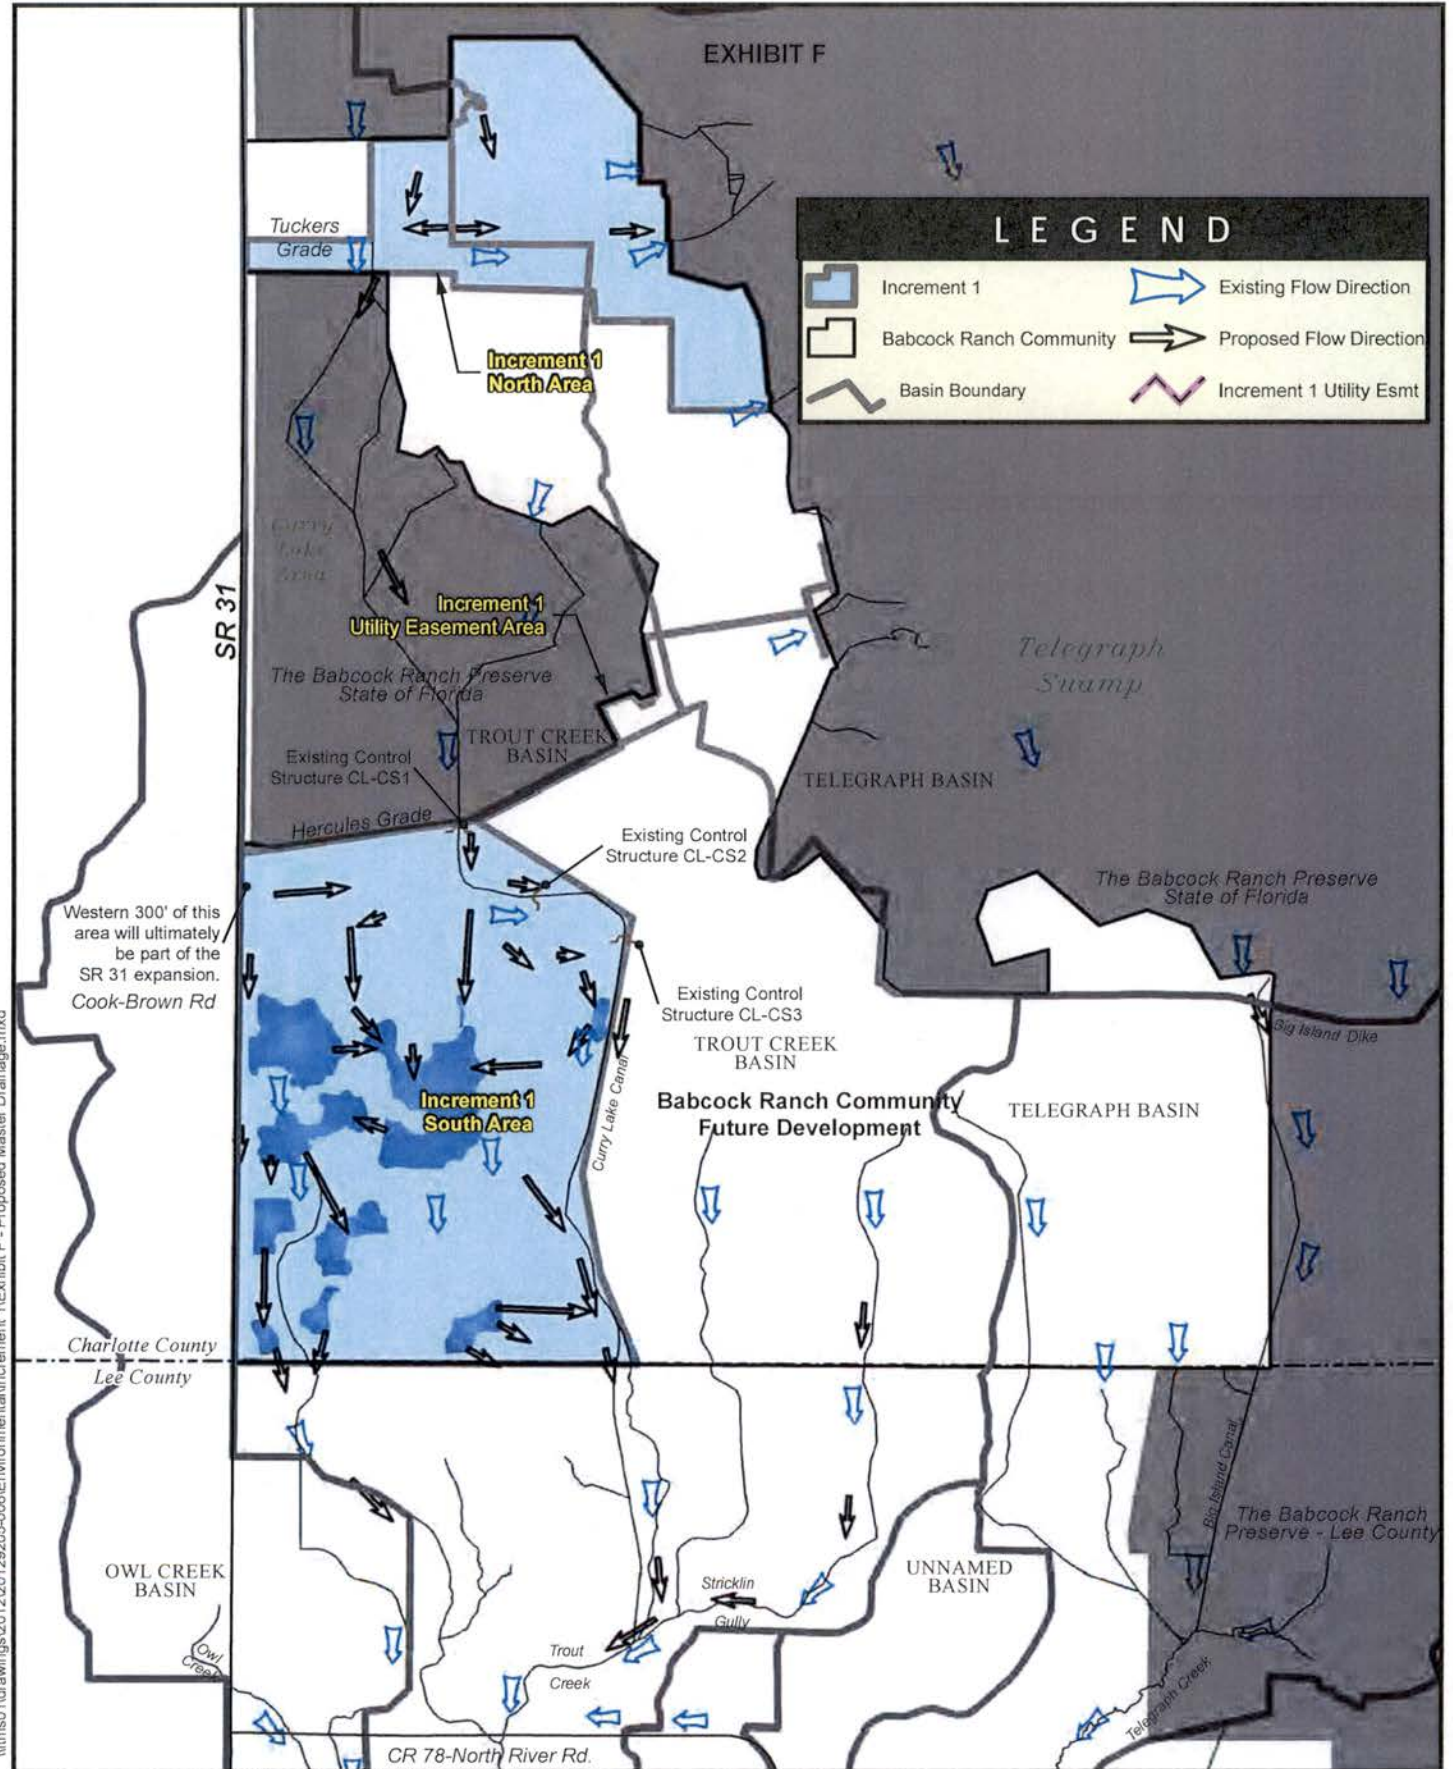 EXHIBIT F
LEGEND
Increment 1
Existing Flow Direction
Babcock Ranch Community
Proposed Flow Direction
Basin Boundary
Increment 1 Utility Esmt
Tuckers
Grade
Increment 1
North Area
Curry
Lake
Area
SR 31
Increment 1
Utility Easement Area
The Babcock Ranch Preserve
State of Florida
Telegraph
Swamp
TROUT CREEK
BASIN
Existing Control
Structure CL-CS1
TELEGRAPH BASIN
Hercules Grade
Existing Control
Structure CL-CS2
The Babcock Ranch Preserve
State of Florida
Western 300' of this
area will ultimately
be part of the
SR 31 expansion.
Cook-Brown Rd
Existing Control
Structure CL-CS3
Big Island Dike
TROUT CREEK
BASIN
Curry Lake Canal
Increment 1
South Area
Babcock Ranch Community
Future Development
TELEGRAPH BASIN
Charlotte County
Lee County
Big Island Canal
The Babcock Ranch
Preserve - Lee County
OWL CREEK
BASIN
UNNAMED
BASIN
Stricklin
Gully
Owl
Creek
Trout
Creek
Telegraph Creek
CR 78-North River Rd.